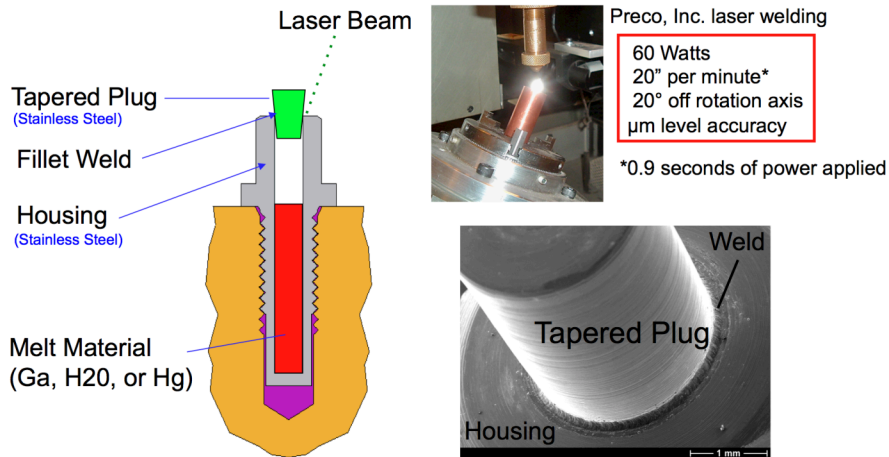 Laser Beam
Tapered Plug
(Stainless Steel)
Fillet Weld
Housing
(Stainless Steel)
Melt Material
(Ga, H20, or Hg)
Preco, Inc. laser welding
60 Watts
20” per minute*
20° off rotation axis
µm level accuracy
*0.9 seconds of power applied
Weld
Tapered Plug
Housing
1 mm